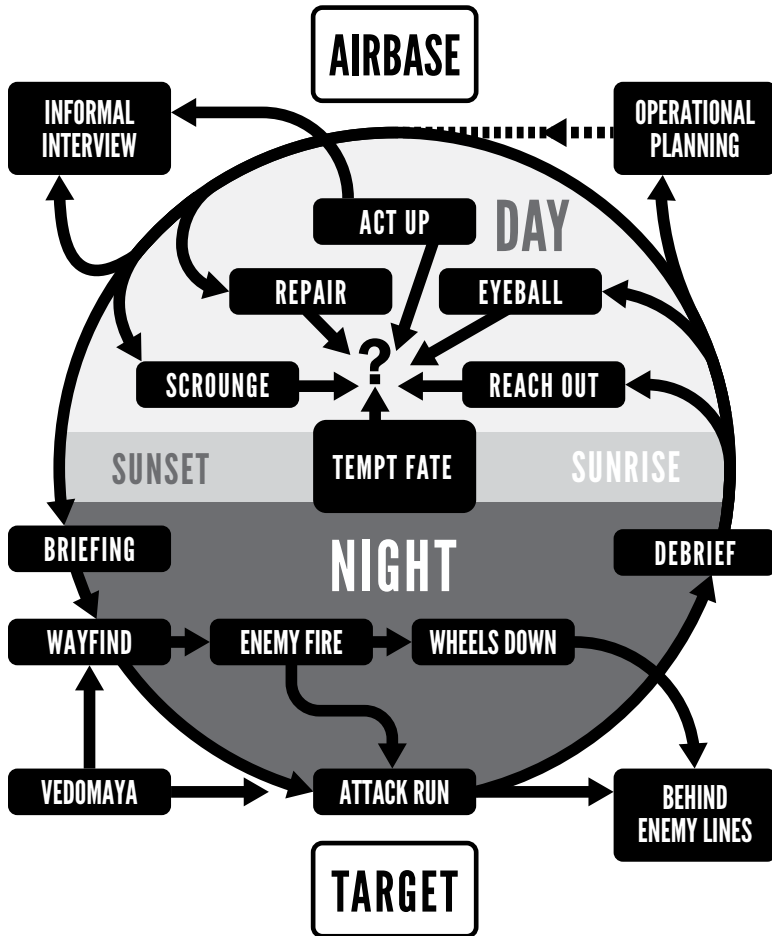 AIRBASE
INFORMAL
INTERVIEW
OPERATIONAL
PLANNING
ACT UP
DAY
REPAIR
EYEBALL
?
SCROUNGE
REACH OUT
SUNSET
TEMPT FATE
SUNRISE
BRIEFING
NIGHT
DEBRIEF
WAYFIND
ENEMY FIRE
WHEELS DOWN
VEDOMAYA
ATTACK RUN
BEHIND
ENEMY LINES
TARGET